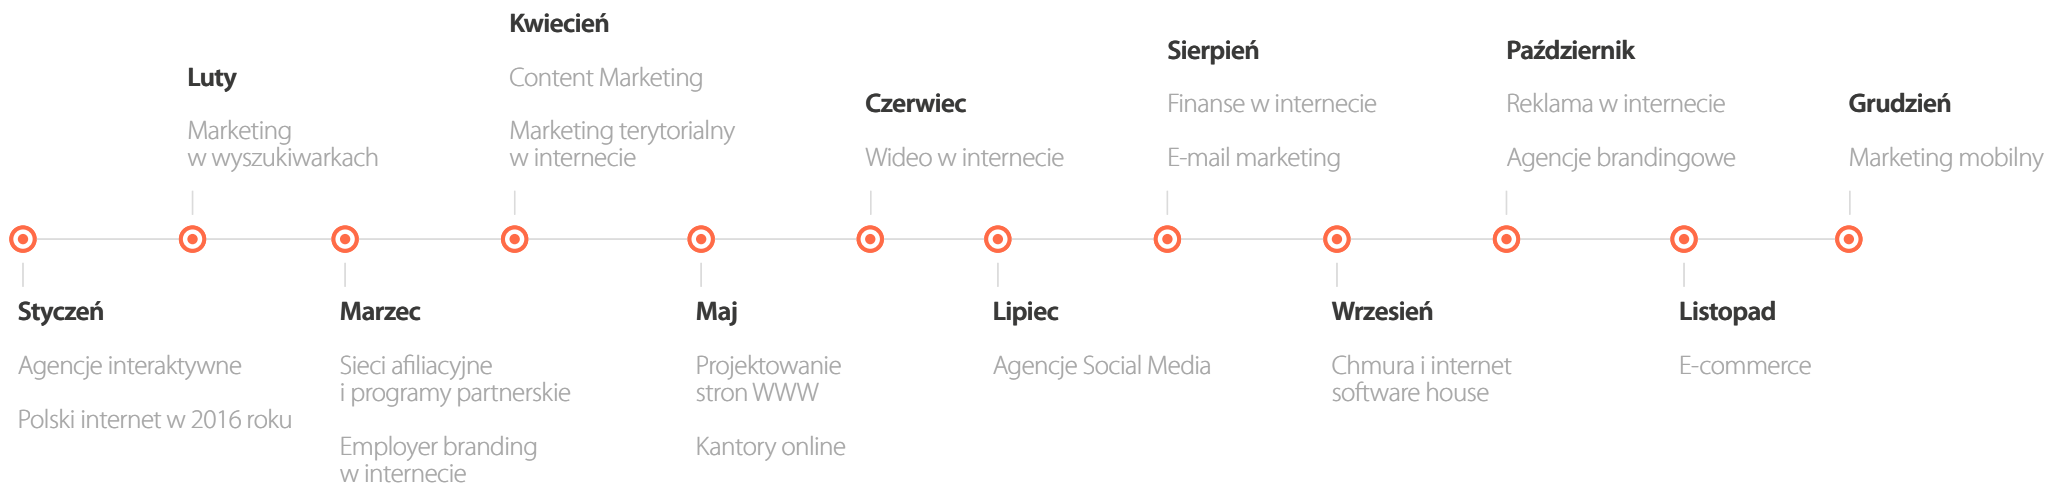 Styczeń
Agencje interaktywne
Polski internet w 2016 roku
Luty
Marketing
w wyszukiwarkach
Marzec
Sieci afiliacyjne
i programy partnerskie
Employer branding
w internecie
Kwiecień
Content Marketing
Marketing terytorialny
w internecie
Maj
Projektowanie
stron WWW
Kantory online
Czerwiec
Wideo w internecie
Lipiec
Agencje Social Media
Sierpień
Finanse w internecie
E-mail marketing
Wrzesień
Chmura i internet
software house
Październik
Reklama w internecie
Agencje brandingowe
Listopad
E-commerce
Grudzień
Marketing mobilny